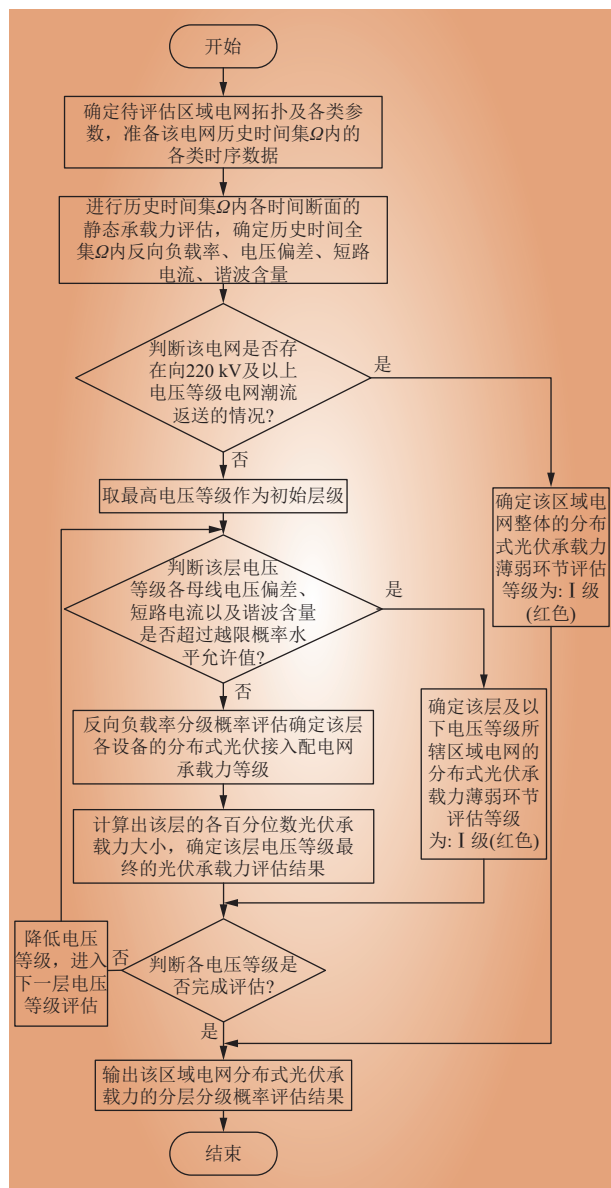 开始
确定待评估区域电网拓扑及各类参
数，准备该电网历史时间集Ω内的
各类时序数据
进行历史时间集Ω内各时间断面的
静态承载力评估，确定历史时间全
集Ω内反向负载率、电压偏差、短路
电流、谐波含量
判断该电网是否存
在向220 kV及以上
电压等级电网潮流
返送的情况?
是
否
取最高电压等级作为初始层级
确定该区域电
网整体的分布
式光伏承载力
薄弱环节评估
等级为: I 级
(红色)
判断该层电压
等级各母线电压偏差、
短路电流以及谐波含量
是否超过越限概率水
平允许值?
是
否
确定该层及以
下电压等级所
辖区域电网的
分布式光伏承
载力薄弱环节
评估等级
为: I 级(红色)
反向负载率分级概率评估确定该层
各设备的分布式光伏接入配电网
承载力等级
计算出该层的各百分位数光伏承
载力大小，确定该层电压等级最
终的光伏承载力评估结果
降低电压
等级，进入
下一层电压
等级评估
否
判断各电压等级是
否完成评估?
是
输出该区域电网分布式光伏承
载力的分层分级概率评估结果
结束